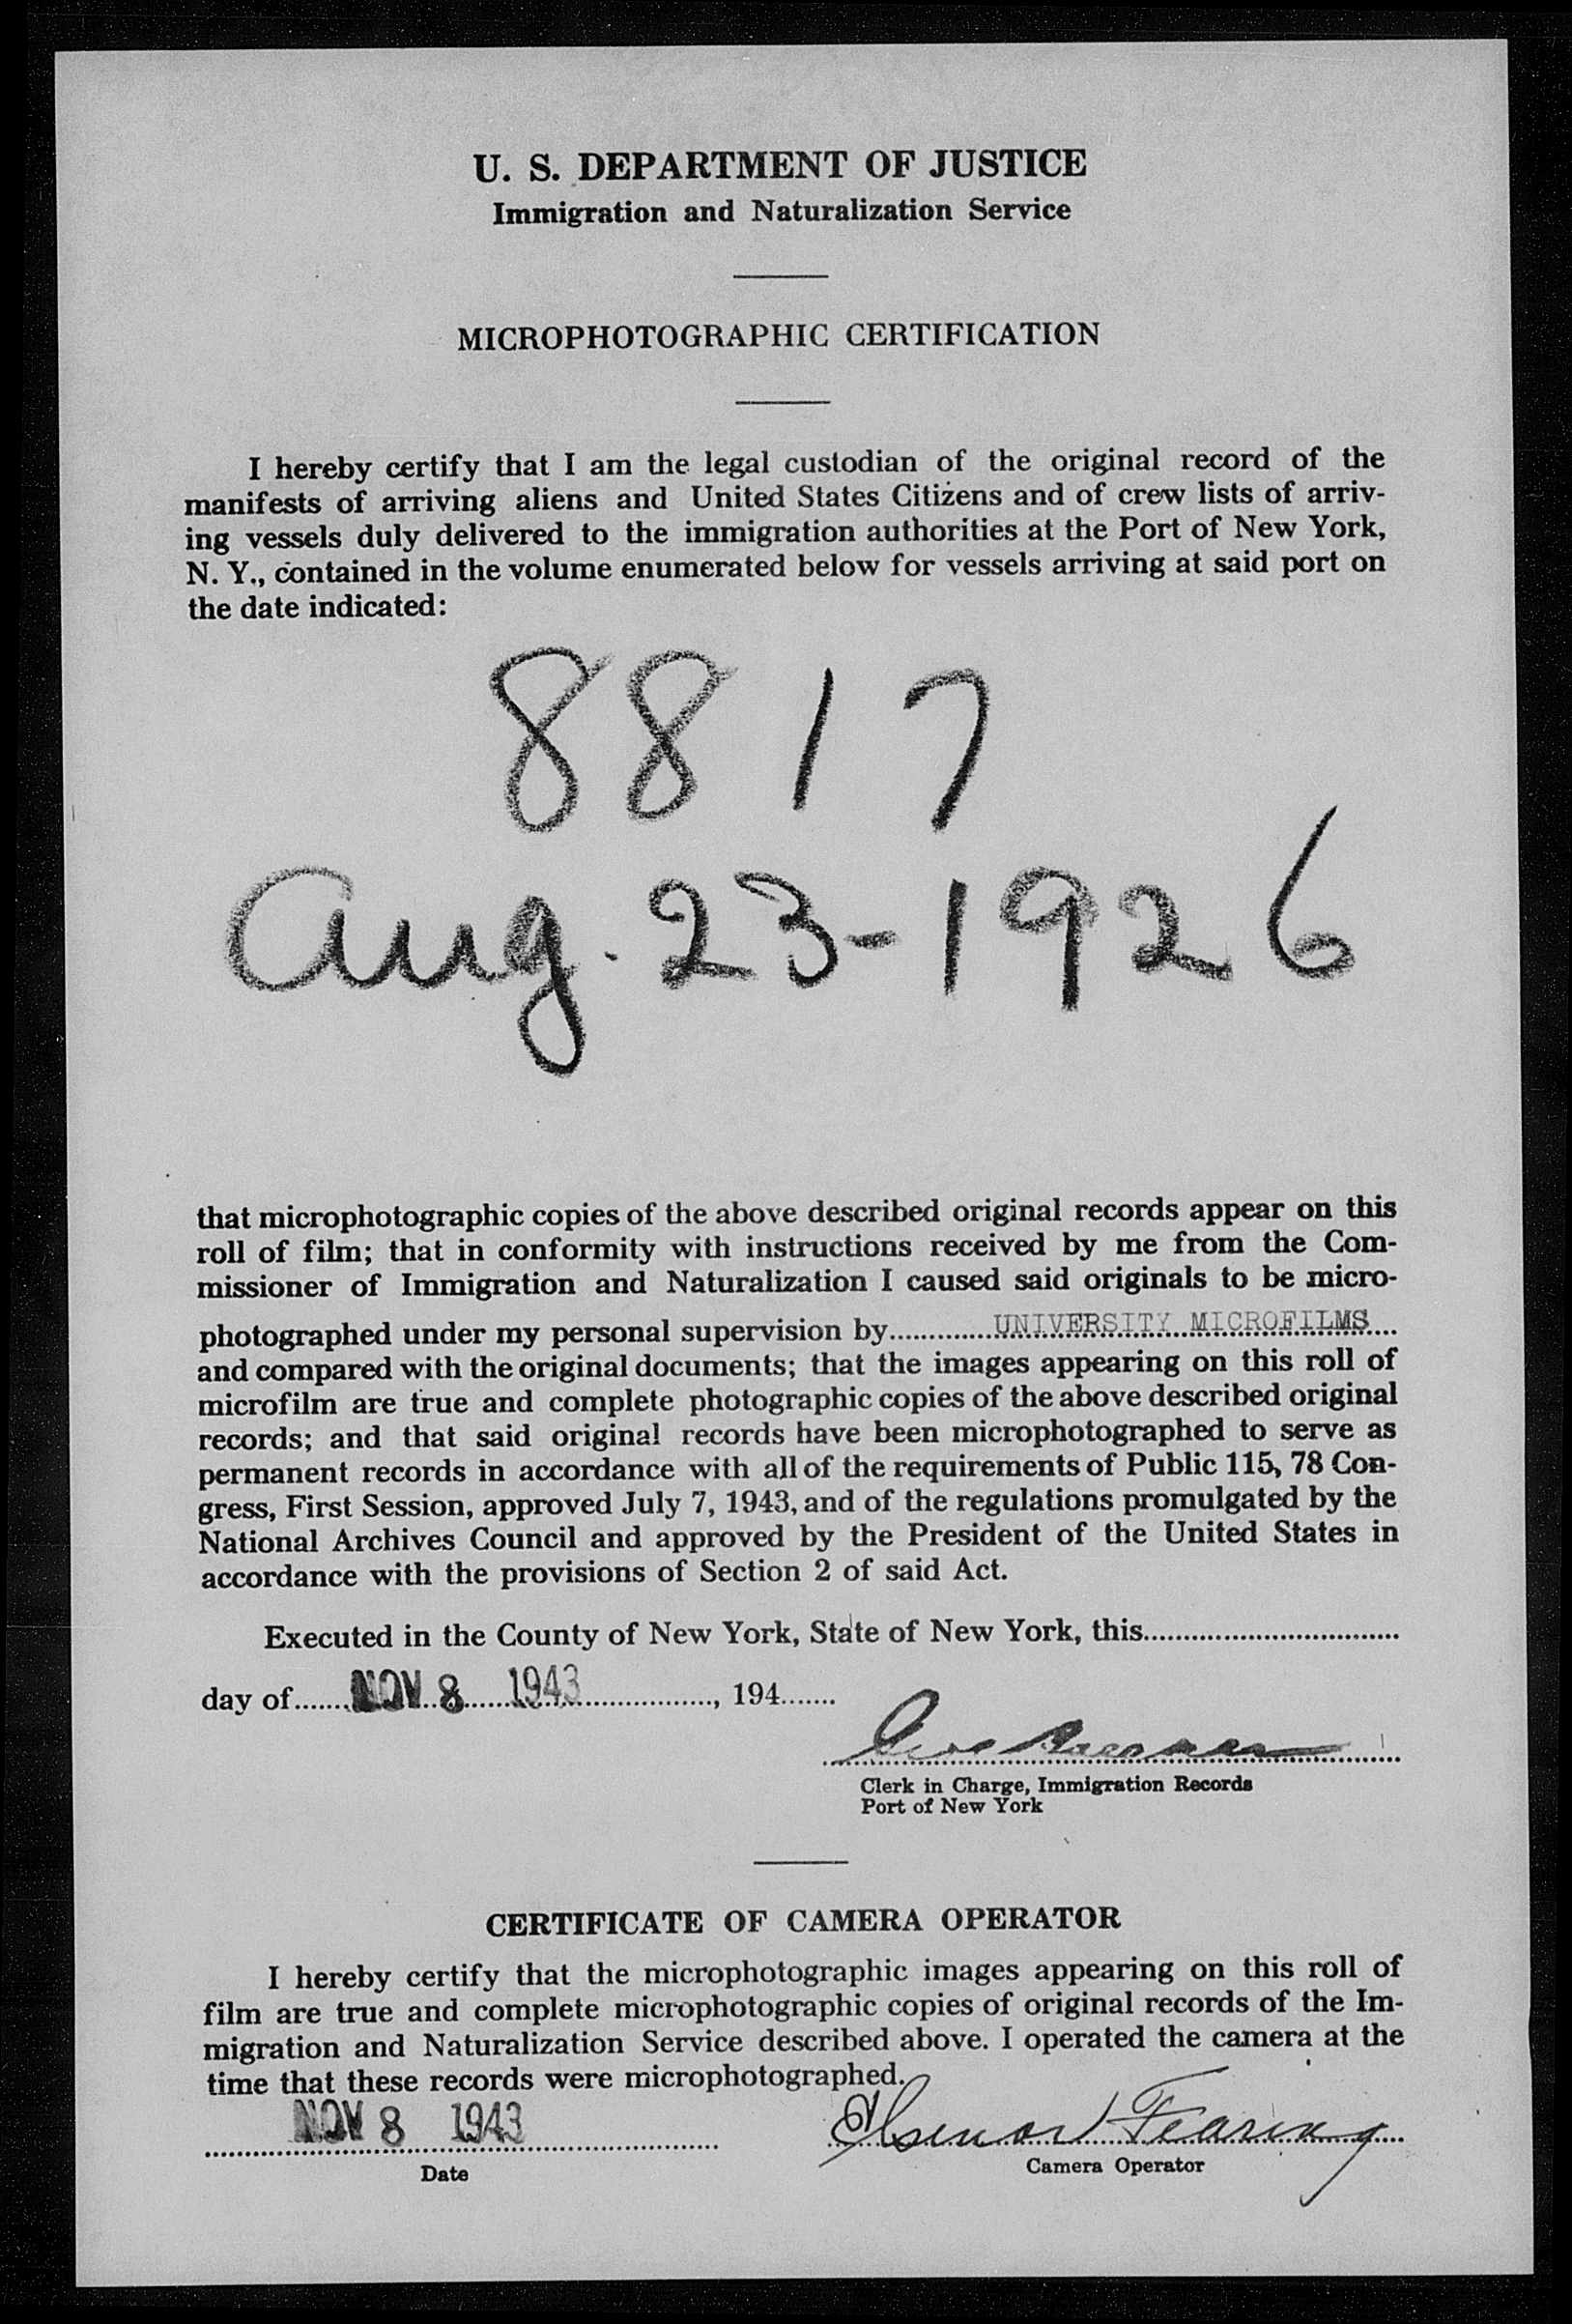 U. S. DEPARTMENT OF JUSTICE
Immigration and Naturalization Service
MICROPHOTOGRAPHIC CERTIFICATION
I hereby certify that I am the legal custodian of the original record of the
manifests of arriving aliens and United States Citizens and of crew lists of arriv-
ing vessels duly delivered to the immigration authorities at the Port of New York,
N. Y., contained in the volume enumerated below for vessels arriving at said port on
the date indicated:
8817
Aug. 23-1926
that microphotographic copies of the above described original records appear on this
roll of film; that in conformity with instructions received by me from the Com-
missioner of Immigration and Naturalization I caused said originals to be micro-
photographed under my personal supervision by UNIVERSITY MICROFILMS
and compared with the original documents; that the images appearing on this roll of
microfilm are true and complete photographic copies of the above described original
records; and that said original records have been microphotographed to serve as
permanent records in accordance with all of the requirements of Public 115, 78 Con-
gress, First Session, approved July 7, 1943, and of the regulations promulgated by the
National Archives Council and approved by the President of the United States in
accordance with the provisions of Section 2 of said Act.
Executed in the County of New York, State of New York, this
day of NOV 8 1943, 194
Clerk in Charge, Immigration Records
Port of New York
CERTIFICATE OF CAMERA OPERATOR
I hereby certify that the microphotographic images appearing on this roll of
film are true and complete microphotographic copies of original records of the Im-
migration and Naturalization Service described above. I operated the camera at the
time that these records were microphotographed.
NOV 8 1943
Fearing
Date
Camera Operator